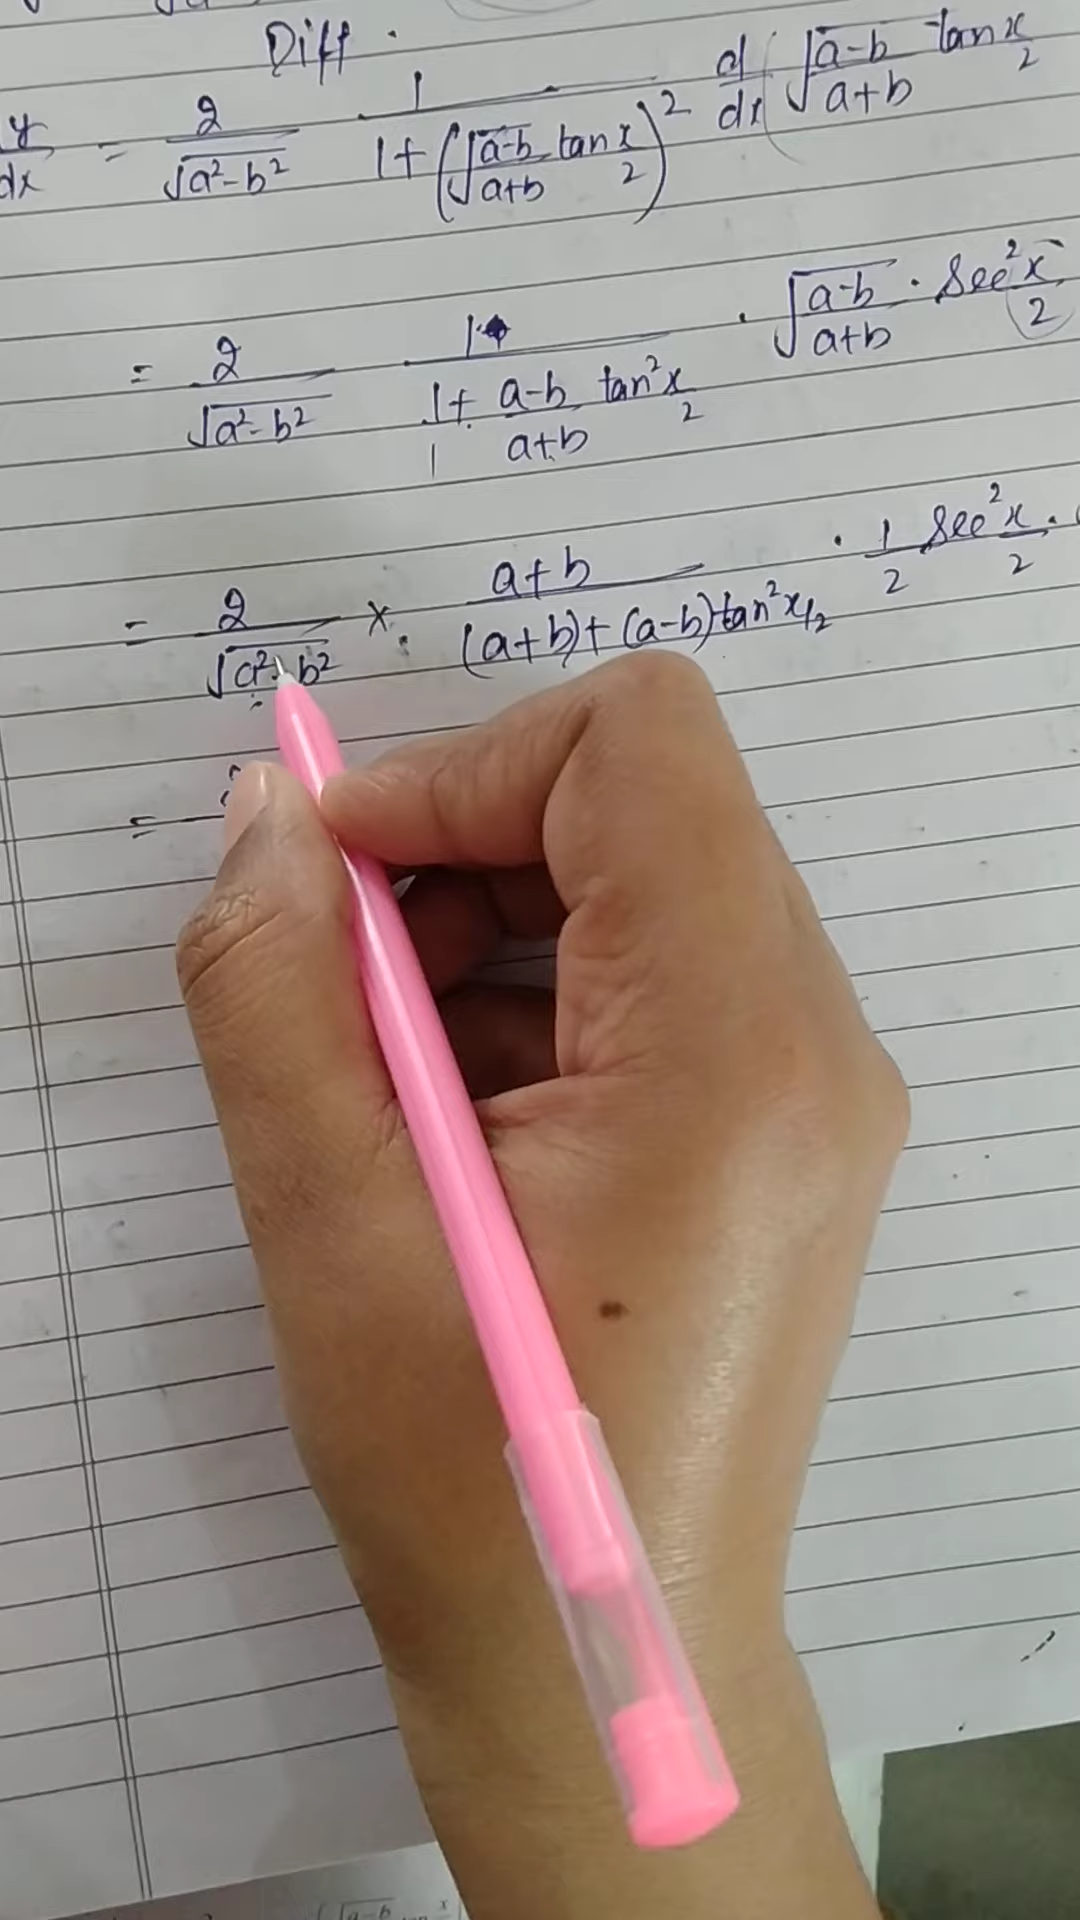 Diff .
y/dx = 2/√(a²-b²) 1/(1+(√((a-b)/(a+b)) tan x/2)²) d/dx (√((a-b)/(a+b)) tan x/2
= 2/√(a²-b²) 1/(1/1 + (a-b)/(a+b) tan² x/2) · √((a-b)/(a+b)) · sec² x/2
= 2/√(a²-b²) × (a+b)/((a+b)+(a-b)tan² x/2) · 1/2 sec² x/2 ·
=